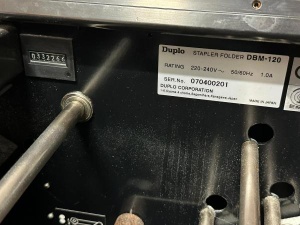 0332266
Duplo STAPLER FOLDER DBM-120
RATING 220-240V~ 50/60Hz 1.0A
SER.No. 070400201
DUPLO CORPORATION
MADE IN JAPAN